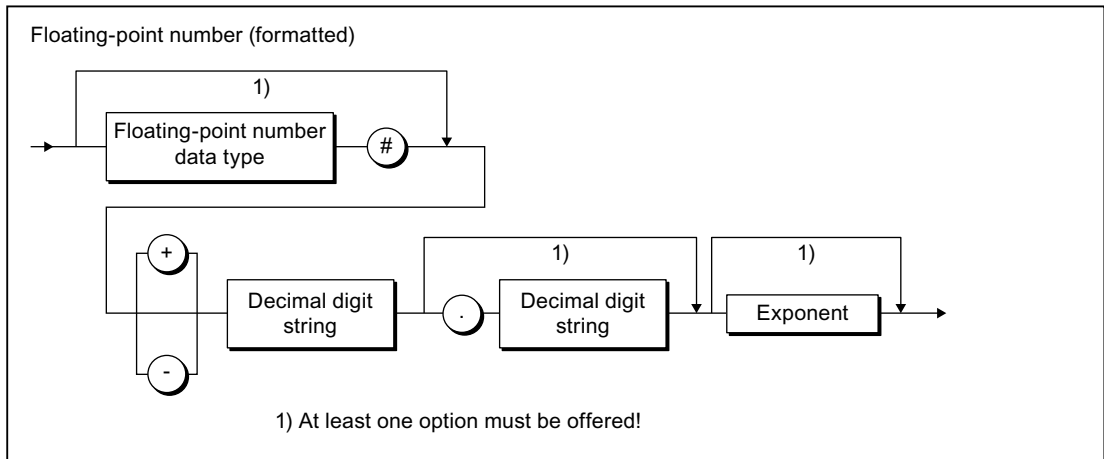 Floating-point number (formatted)
1)
Floating-point number
data type
#
+
1)
1)
Decimal digit
string
.
Decimal digit
string
Exponent
-
1) At least one option must be offered!